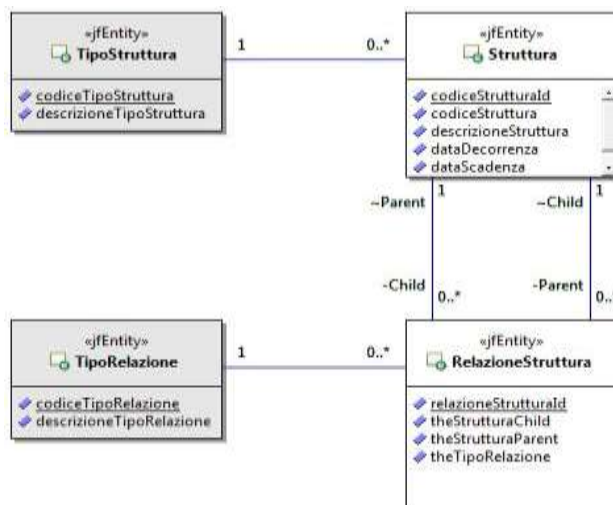 «jfEntity»
TipoStruttura
codiceTipoStruttura
descrizioneTipoStruttura
1
0..*
«jfEntity»
Struttura
codiceStrutturaId
codiceStruttura
descrizioneStruttura
dataDecorrenza
dataScadenza
1
1
~Parent
~Child
-Child
-Parent
0..*
0..*
«jfEntity»
TipoRelazione
codiceTipoRelazione
descrizioneTipoRelazione
1
0..*
«jfEntity»
RelazioneStruttura
relazioneStrutturaId
theStrutturaChild
theStrutturaParent
theTipoRelazione